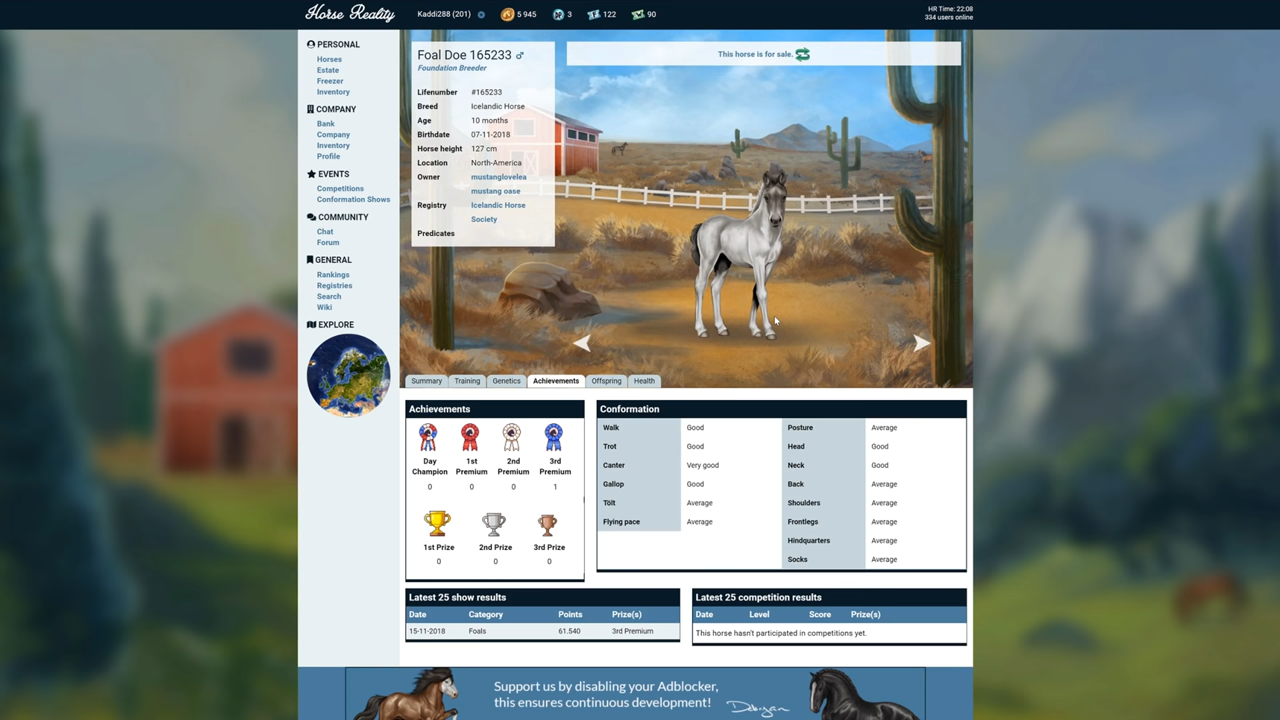 Horse Reality
Kaddi288 (201)
5 945
3
122
90
HR Time: 22:08
334 users online
PERSONAL
Horses
Estate
Freezer
Inventory
COMPANY
Bank
Company
Inventory
Profile
EVENTS
Competitions
Conformation Shows
COMMUNITY
Chat
Forum
GENERAL
Rankings
Registries
Search
Wiki
EXPLORE
Foal Doe 165233
Foundation Breeder
Lifenumber #165233
Breed Icelandic Horse
Age 10 months
Birthdate 07-11-2018
Horse height 127 cm
Location North-America
Owner mustanglovelea
mustang oase
Registry Icelandic Horse
Society
Predicates
This horse is for sale.
Summary Training Genetics Achievements Offspring Health
Achievements
Day Champion 1st Premium 2nd Premium 3rd Premium
0 0 0 1
1st Prize 2nd Prize 3rd Prize
0 0 0
Conformation
Walk Good Posture Average
Trot Good Head Good
Canter Very good Neck Good
Gallop Good Back Average
Tölt Average Shoulders Average
Flying pace Average Frontlegs Average
Hindquarters Average
Socks Average
Latest 25 show results
Date Category Points Prize(s)
15-11-2018 Foals 61.540 3rd Premium
Latest 25 competition results
Date Level Score Prize(s)
This horse hasn't participated in competitions yet.
Support us by disabling your Adblocker,
this ensures continuous development!